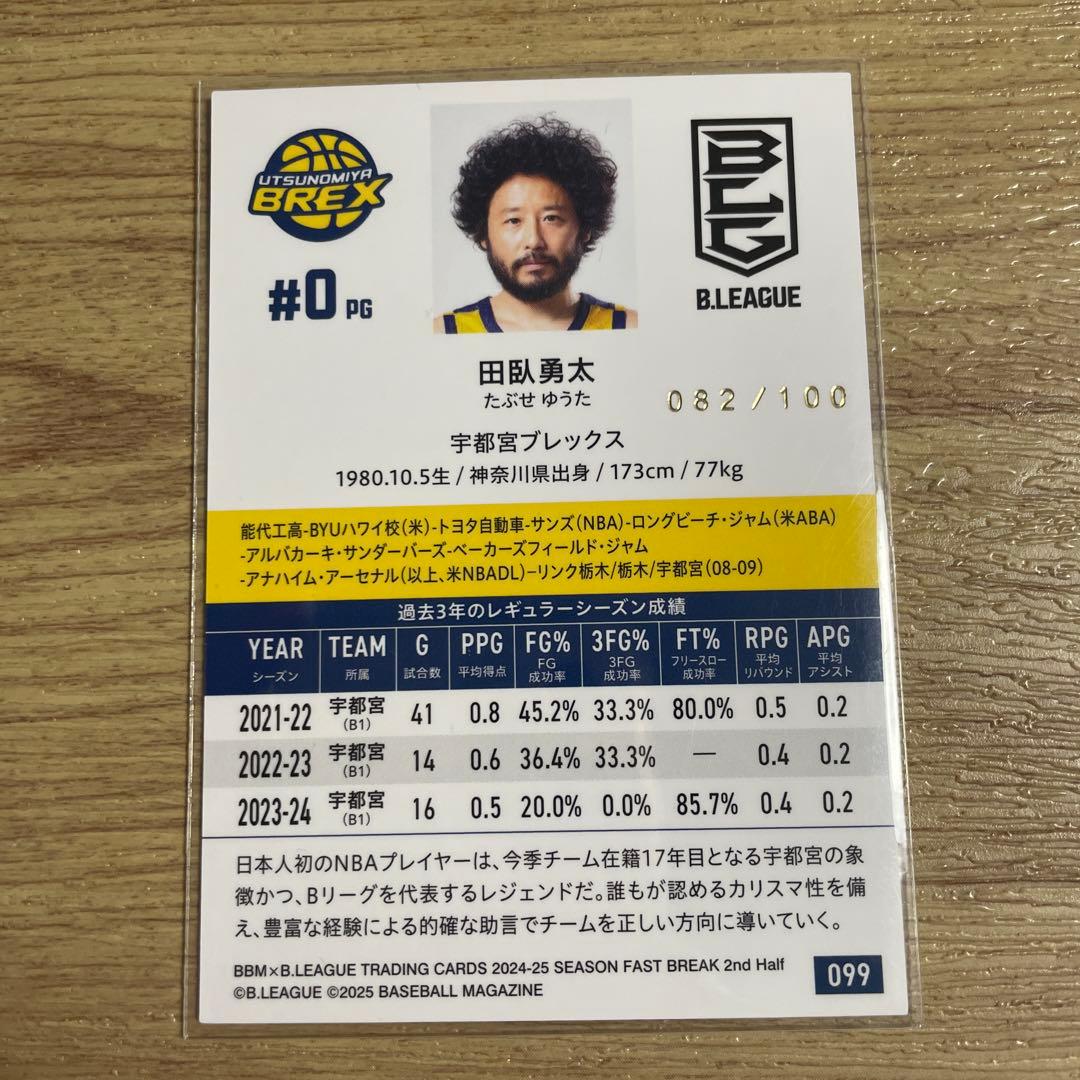 UTSUNOMIYA
BREX
#0 PG
BLG
B.LEAGUE
田臥勇太
たぶせ ゆうた
082/100
宇都宮ブレックス
1980.10.5生 / 神奈川県出身 / 173cm / 77kg
能代工高-BYUハワイ校(米)-トヨタ自動車-サンズ(NBA)-ロングビーチ・ジャム(米ABA)
-アルバカーキ・サンダーバーズ-ベーカーズフィールド・ジャム
-アナハイム・アーセナル(以上、米NBADL)−リンク栃木/栃木/宇都宮(08-09)
過去3年のレギュラーシーズン成績
YEAR TEAM G PPG FG% 3FG% FT% RPG APG
シーズン 所属 試合数 平均得点 FG成功率 3FG成功率 フリースロー成功率 平均リバウンド 平均アシスト
2021-22 宇都宮(B1) 41 0.8 45.2% 33.3% 80.0% 0.5 0.2
2022-23 宇都宮(B1) 14 0.6 36.4% 33.3% — 0.4 0.2
2023-24 宇都宮(B1) 16 0.5 20.0% 0.0% 85.7% 0.4 0.2
日本人初のNBAプレイヤーは、今季チーム在籍17年目となる宇都宮の象
徴かつ、Bリーグを代表するレジェンドだ。誰もが認めるカリスマ性を備
え、豊富な経験による的確な助言でチームを正しい方向に導いていく。
BBM×B.LEAGUE TRADING CARDS 2024-25 SEASON FAST BREAK 2nd Half
©B.LEAGUE ©2025 BASEBALL MAGAZINE
099